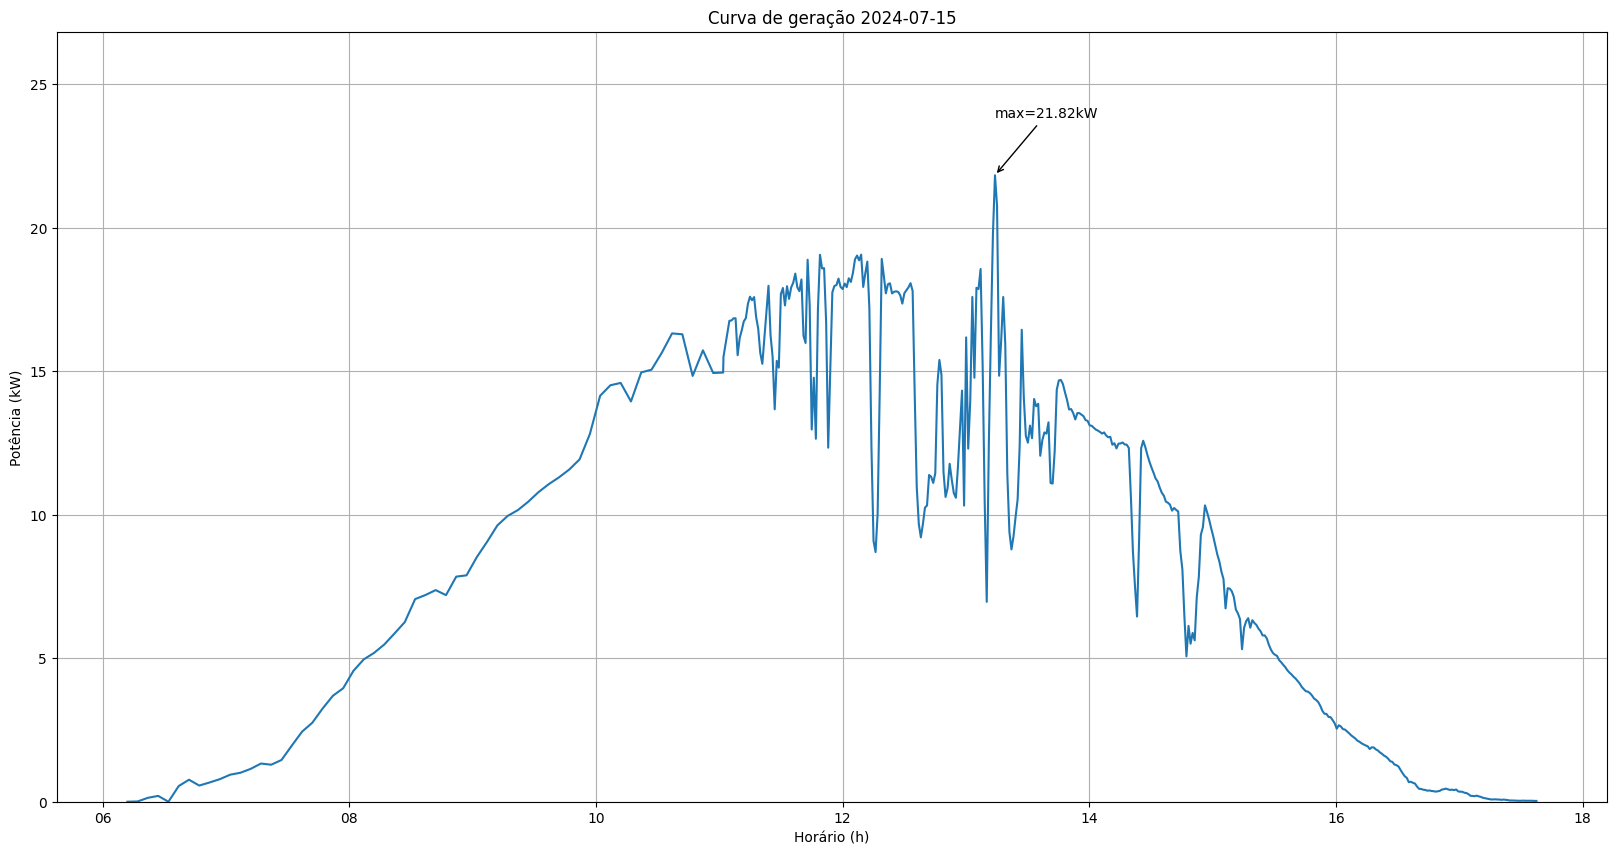 Curva de geração 2024-07-15
25
max=21.82kW
20
15
Potência (kW)
10
5
0
06 08 10 12 14 16 18
Horário (h)